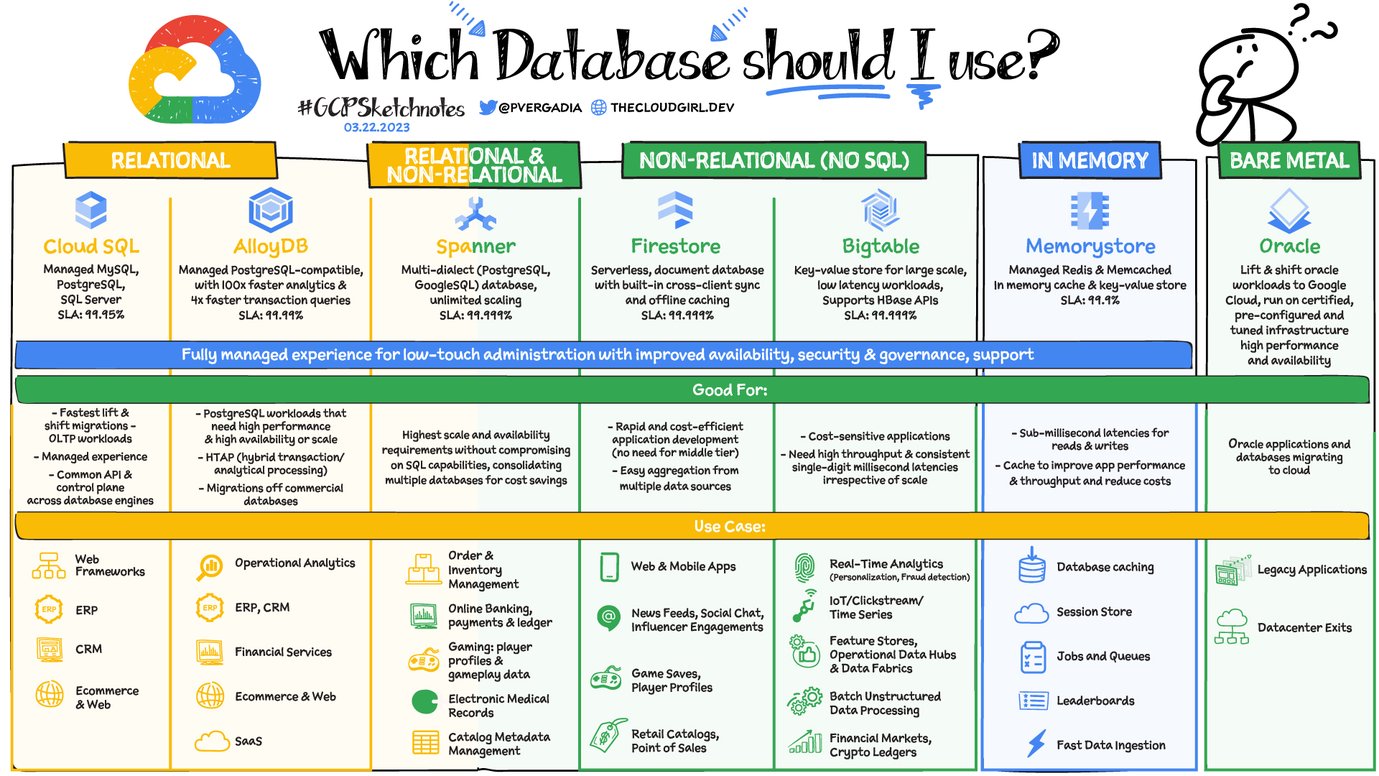 Which Database should I use?
#GCPSketchnotes @PVERGADIA THECLOUDGIRL.DEV
03.22.2023
RELATIONAL
RELATIONAL &
NON-RELATIONAL
NON-RELATIONAL (NO SQL)
IN MEMORY
BARE METAL
Cloud SQL
Managed MySQL,
PostgreSQL,
SQL Server
SLA: 99.95%
AlloyDB
Managed PostgreSQL-compatible,
with 100x faster analytics &
4x faster transaction queries
SLA: 99.99%
Spanner
Multi-dialect (PostgreSQL,
GoogleSQL) database,
unlimited scaling
SLA: 99.999%
Firestore
Serverless, document database
with built-in cross-client sync
and offline caching
SLA: 99.999%
Bigtable
Key-value store for large scale,
low latency workloads,
Supports HBase APIs
SLA: 99.999%
Memorystore
Managed Redis & Memcached
In memory cache & key-value store
SLA: 99.9%
Oracle
Lift & shift oracle
workloads to Google
Cloud, run on certified,
pre-configured and
tuned infrastructure
high performance
and availability
Fully managed experience for low-touch administration with improved availability, security & governance, support
Good For:
- Fastest lift &
shift migrations -
OLTP workloads
- Managed experience
- Common API &
control plane
across database engines
- PostgreSQL workloads that
need high performance
& high availability or scale
- HTAP (hybrid transaction/
analytical processing)
- Migrations off commercial
databases
Highest scale and availability
requirements without compromising
on SQL capabilities, consolidating
multiple databases for cost savings
- Rapid and cost-efficient
application development
(no need for middle tier)
- Easy aggregation from
multiple data sources
- Cost-sensitive applications
- Need high throughput & consistent
single-digit millisecond latencies
irrespective of scale
- Sub-millisecond latencies for
reads & writes
- Cache to improve app performance
& throughput and reduce costs
Oracle applications and
databases migrating
to cloud
Use Case:
Web
Frameworks
ERP
ERP
CRM
Ecommerce
& Web
Operational Analytics
ERP
ERP, CRM
Financial Services
Ecommerce & Web
SaaS
Order &
Inventory
Management
Online Banking,
payments & ledger
Gaming: player
profiles &
gameplay data
Electronic Medical
Records
Catalog Metadata
Management
Web & Mobile Apps
News Feeds, Social Chat,
Influencer Engagements
Game Saves,
Player Profiles
Retail Catalogs,
Point of Sales
Real-Time Analytics
(Personalization, Fraud detection)
IoT/Clickstream/
Time Series
Feature Stores,
Operational Data Hubs
& Data Fabrics
Batch Unstructured
Data Processing
Financial Markets,
Crypto Ledgers
Database caching
Session Store
Jobs and Queues
Leaderboards
Fast Data Ingestion
Legacy Applications
Datacenter Exits